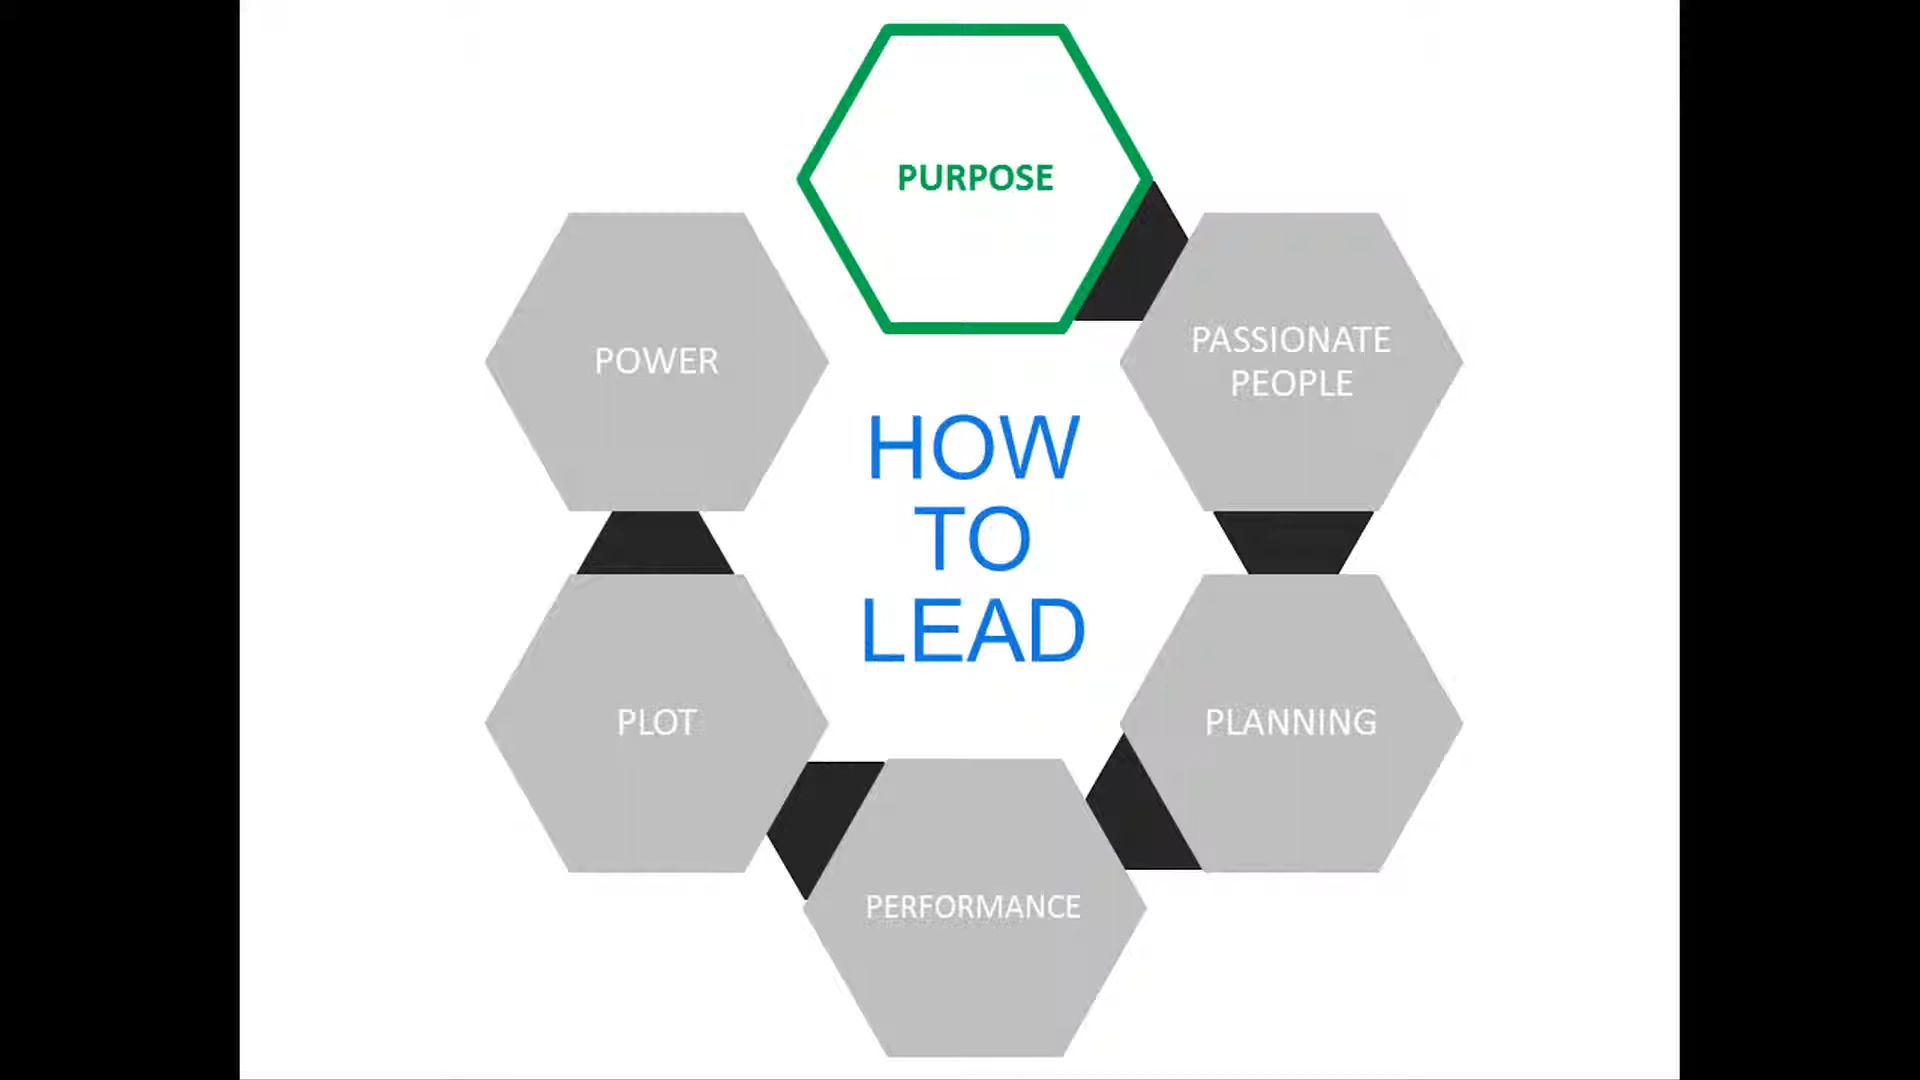 PURPOSE
PASSIONATE
PEOPLE
PLANNING
PERFORMANCE
PLOT
POWER
HOW
TO
LEAD